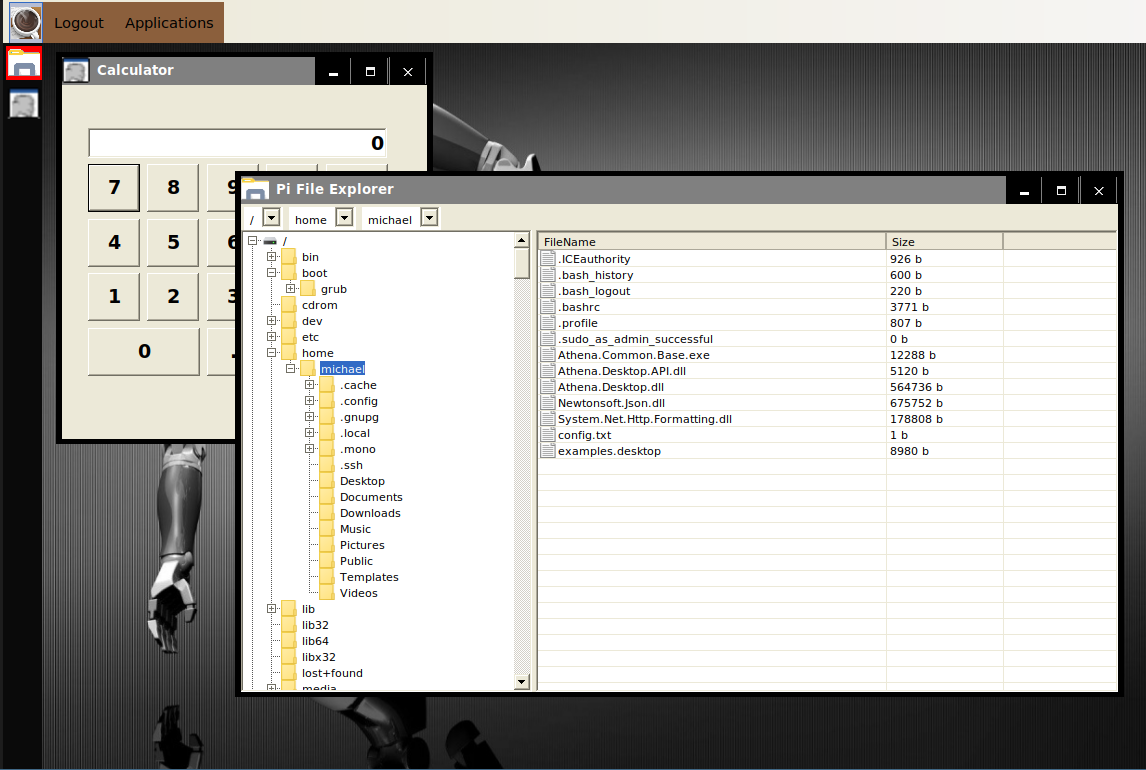 Logout Applications
Calculator
0
7 8 9
4 5 6
1 2 3
0 .
Pi File Explorer
/ home michael
/
bin
boot
grub
cdrom
dev
etc
home
michael
.cache
.config
.gnupg
.local
.mono
.ssh
Desktop
Documents
Downloads
Music
Pictures
Public
Templates
Videos
lib
lib32
lib64
libx32
lost+found
media
FileName Size
.ICEauthority 926 b
.bash_history 600 b
.bash_logout 220 b
.bashrc 3771 b
.profile 807 b
.sudo_as_admin_successful 0 b
Athena.Common.Base.exe 12288 b
Athena.Desktop.API.dll 5120 b
Athena.Desktop.dll 564736 b
Newtonsoft.Json.dll 675752 b
System.Net.Http.Formatting.dll 178808 b
config.txt 1 b
examples.desktop 8980 b